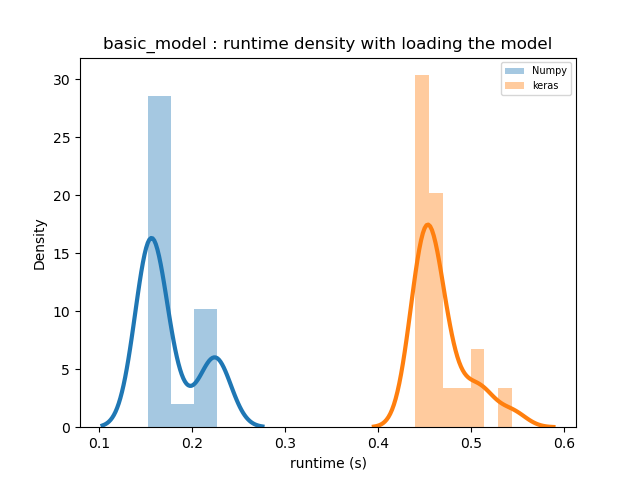 basic_model : runtime density with loading the model
Numpy
keras
30
25
20
15
10
5
0
Density
0.1 0.2 0.3 0.4 0.5 0.6
runtime (s)